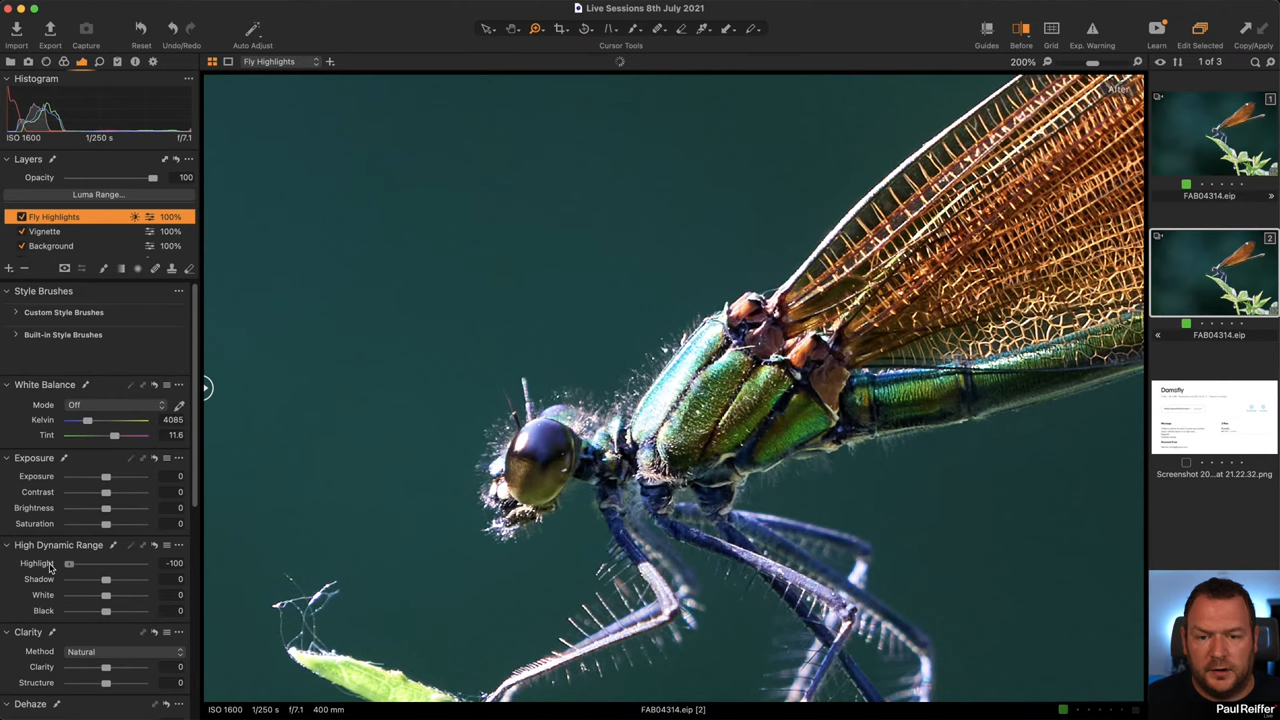 Live Sessions 8th July 2021
Import
Export
Capture
Reset
Undo/Redo
Auto Adjust
Cursor Tools
Guides
Before
Grid
Exp. Warning
Learn
Edit Selected
Copy/Apply
Fly Highlights
200%
1 of 3
Histogram
ISO 1600
1/250 s
f/7.1
Layers
Opacity 100
Luma Range...
Fly Highlights 100%
Vignette 100%
Background 100%
Style Brushes
Custom Style Brushes
Built-in Style Brushes
White Balance
Mode Off
Kelvin 4085
Tint 11.6
Exposure
Exposure 0
Contrast 0
Brightness 0
Saturation 0
High Dynamic Range
Highlight -100
Shadow 0
White 0
Black 0
Clarity
Method Natural
Clarity 0
Structure 0
Dehaze
After
ISO 1600 1/250 s f/7.1 400 mm
FAB04314.eip [2]
1
FAB04314.eip
2
FAB04314.eip
Screenshot 20...at 21.22.32.png
Paul Reiffer
Live